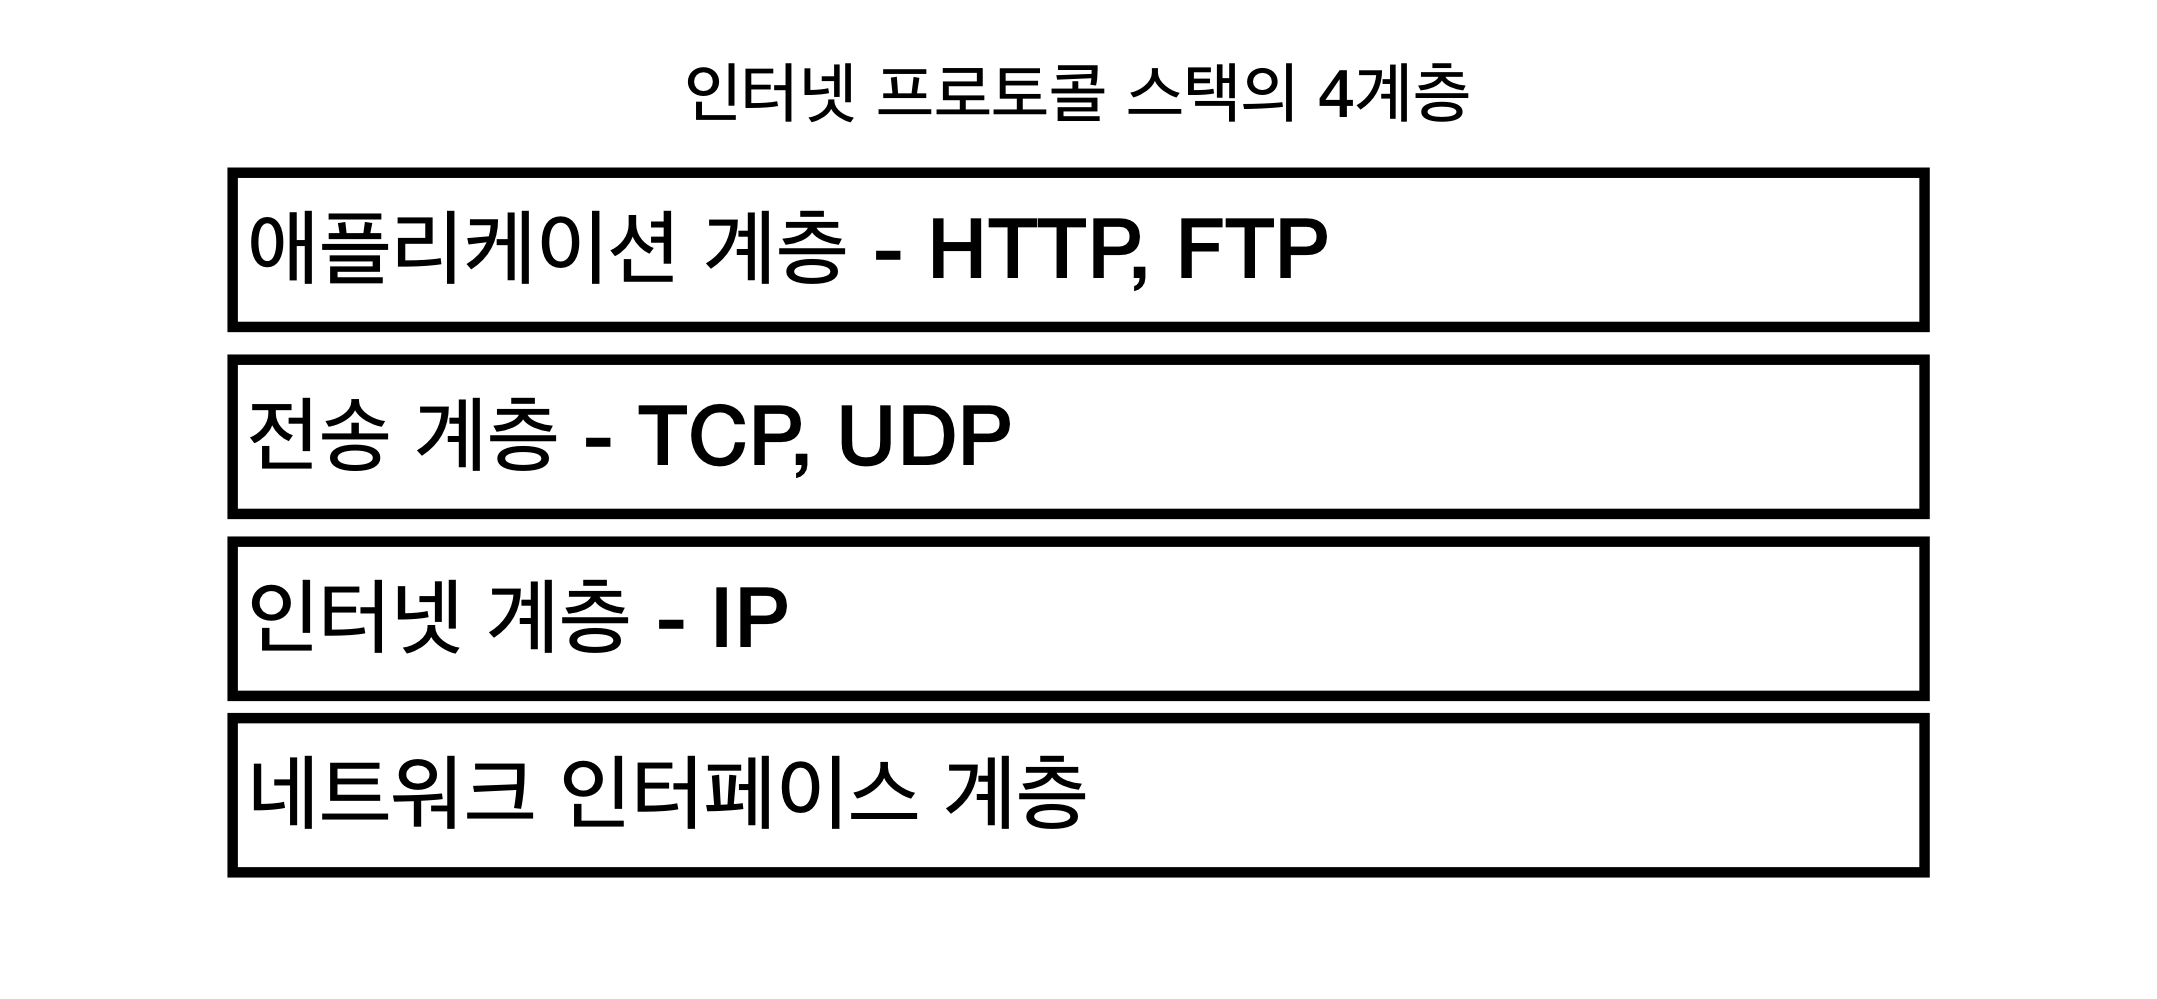 인터넷 프로토콜 스택의 4계층
애플리케이션 계층 - HTTP, FTP
전송 계층 - TCP, UDP
인터넷 계층 - IP
네트워크 인터페이스 계층